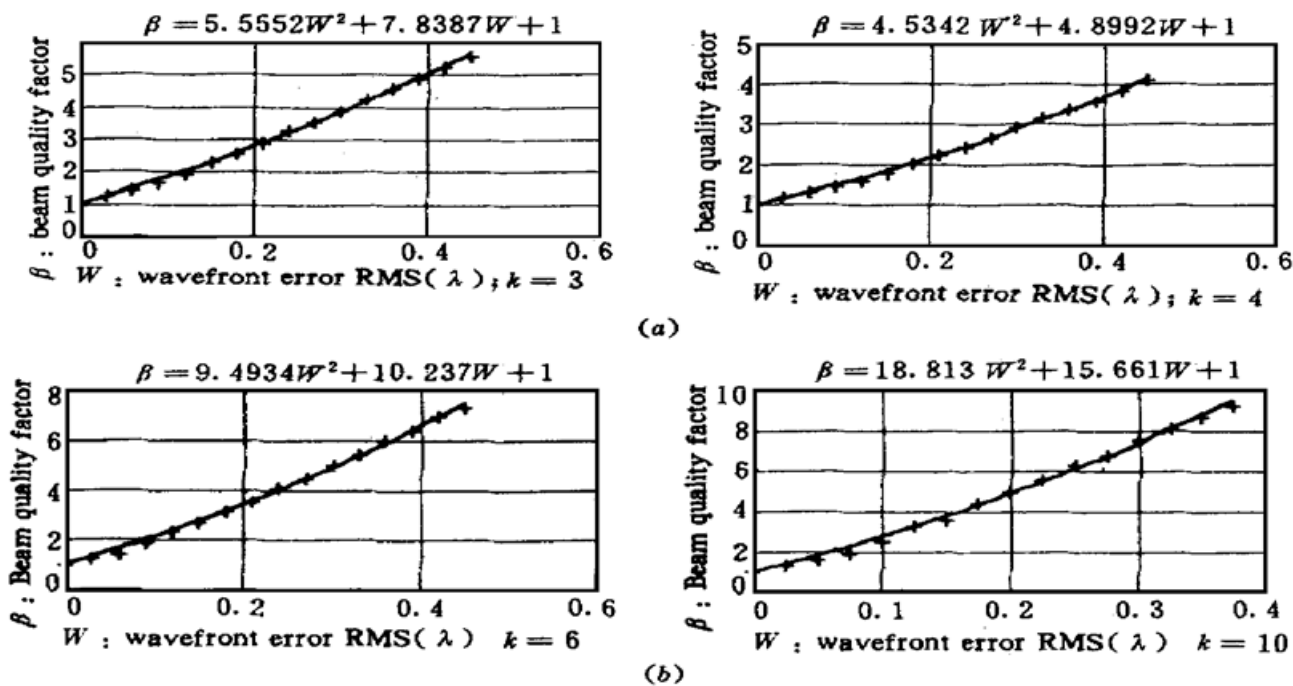 β = 5.5552W² + 7.8387W + 1
β : beam quality factor
5
4
3
2
1
0
0 0.2 0.4 0.6
W : wavefront error RMS( λ ); k = 3
β = 4.5342 W² + 4.8992W + 1
β : beam quality factor
5
4
3
2
1
0
0 0.2 0.4 0.6
W : wavefront error RMS( λ ); k = 4
(a)
β = 9.4934W² + 10.237W + 1
β : Beam quality factor
8
6
4
2
0
0 0.2 0.4 0.6
W : wavefront error RMS( λ ) k = 6
β = 18.813 W² + 15.661W + 1
β : Beam quality factor
10
8
6
4
2
0
0 0.1 0.2 0.3 0.4
W : wavefront error RMS( λ ) k = 10
(b)